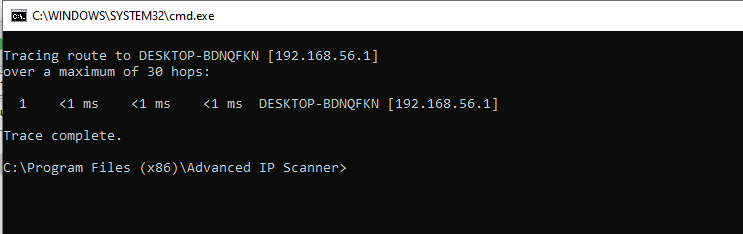 C:\WINDOWS\SYSTEM32\cmd.exe
Tracing route to DESKTOP-BDNQFKN [192.168.56.1]
over a maximum of 30 hops:
1 <1 ms <1 ms <1 ms DESKTOP-BDNQFKN [192.168.56.1]
Trace complete.
C:\Program Files (x86)\Advanced IP Scanner>